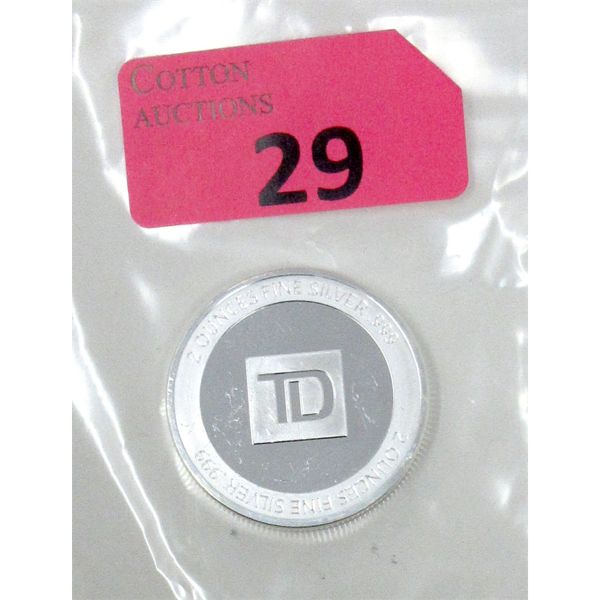 COTTON
AUCTIONS
29
2 OUNCES FINE SILVER .999
TD
2 OUNCES FINE SILVER .999